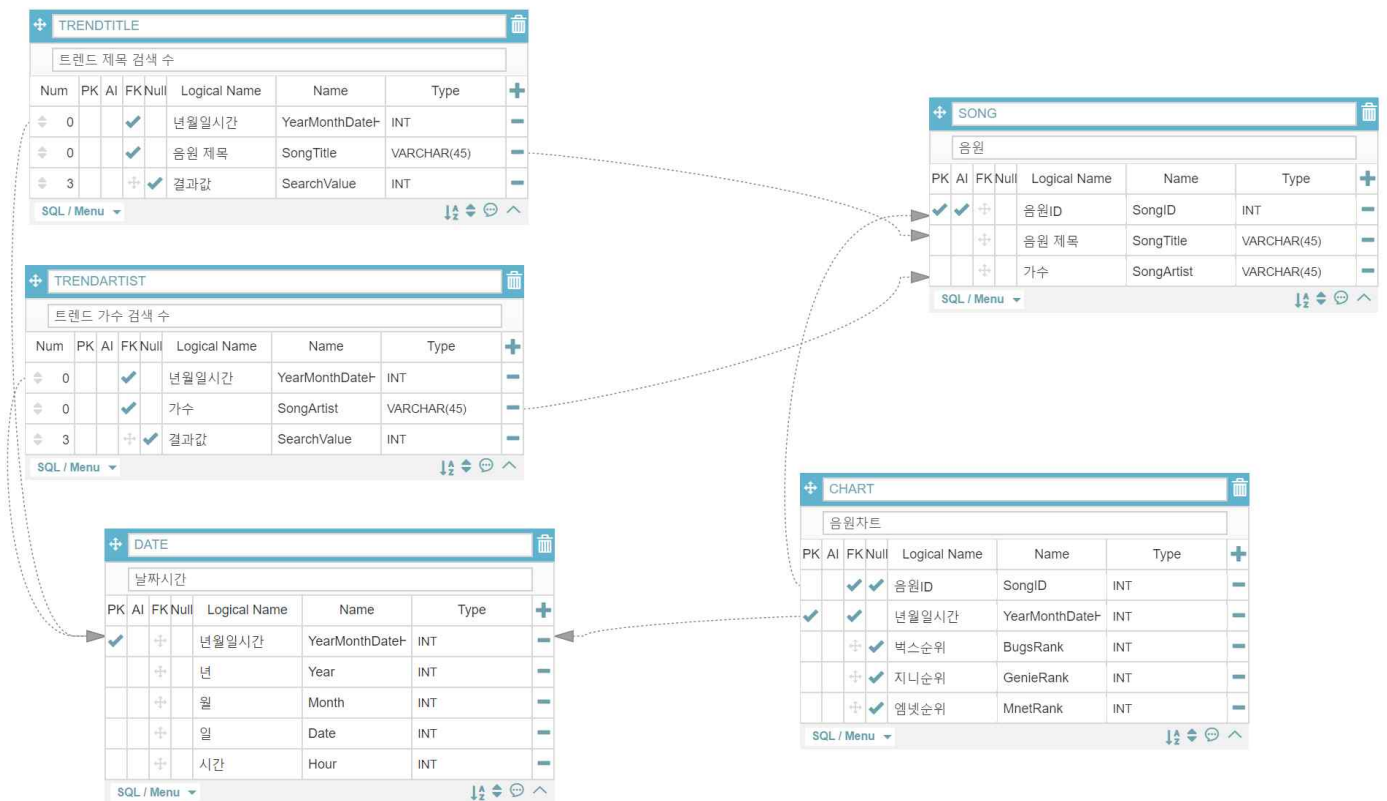 TRENDTITLE
트렌드 제목 검색 수
Num PK AI FK Null Logical Name Name Type
0 년월일시간 YearMonthDateH INT
0 음원 제목 SongTitle VARCHAR(45)
3 결과값 SearchValue INT
SQL / Menu
TRENDARTIST
트렌드 가수 검색 수
Num PK AI FK Null Logical Name Name Type
0 년월일시간 YearMonthDateH INT
0 가수 SongArtist VARCHAR(45)
3 결과값 SearchValue INT
SQL / Menu
DATE
날짜시간
PK AI FK Null Logical Name Name Type
년월일시간 YearMonthDateH INT
년 Year INT
월 Month INT
일 Date INT
시간 Hour INT
SQL / Menu
SONG
음원
PK AI FK Null Logical Name Name Type
음원ID SongID INT
음원 제목 SongTitle VARCHAR(45)
가수 SongArtist VARCHAR(45)
SQL / Menu
CHART
음원차트
PK AI FK Null Logical Name Name Type
음원ID SongID INT
년월일시간 YearMonthDateH INT
벅스순위 BugsRank INT
지니순위 GenieRank INT
엠넷순위 MnetRank INT
SQL / Menu